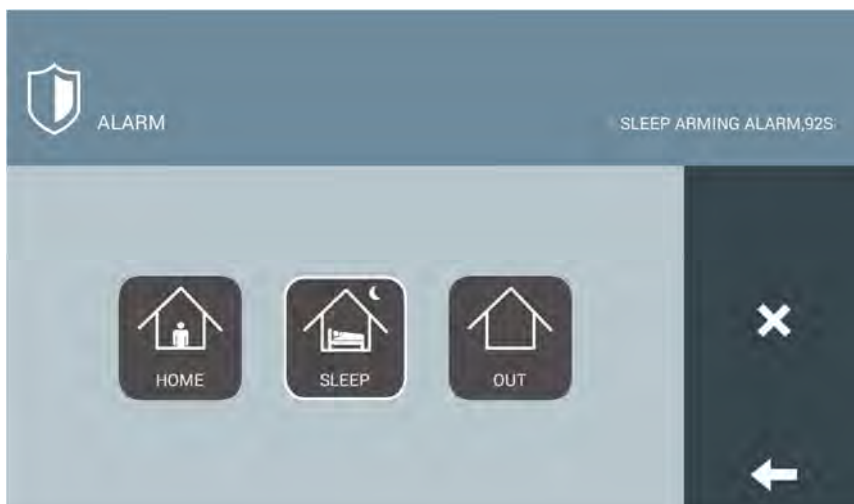 ALARM
SLEEP ARMING ALARM,92S
HOME
SLEEP
OUT